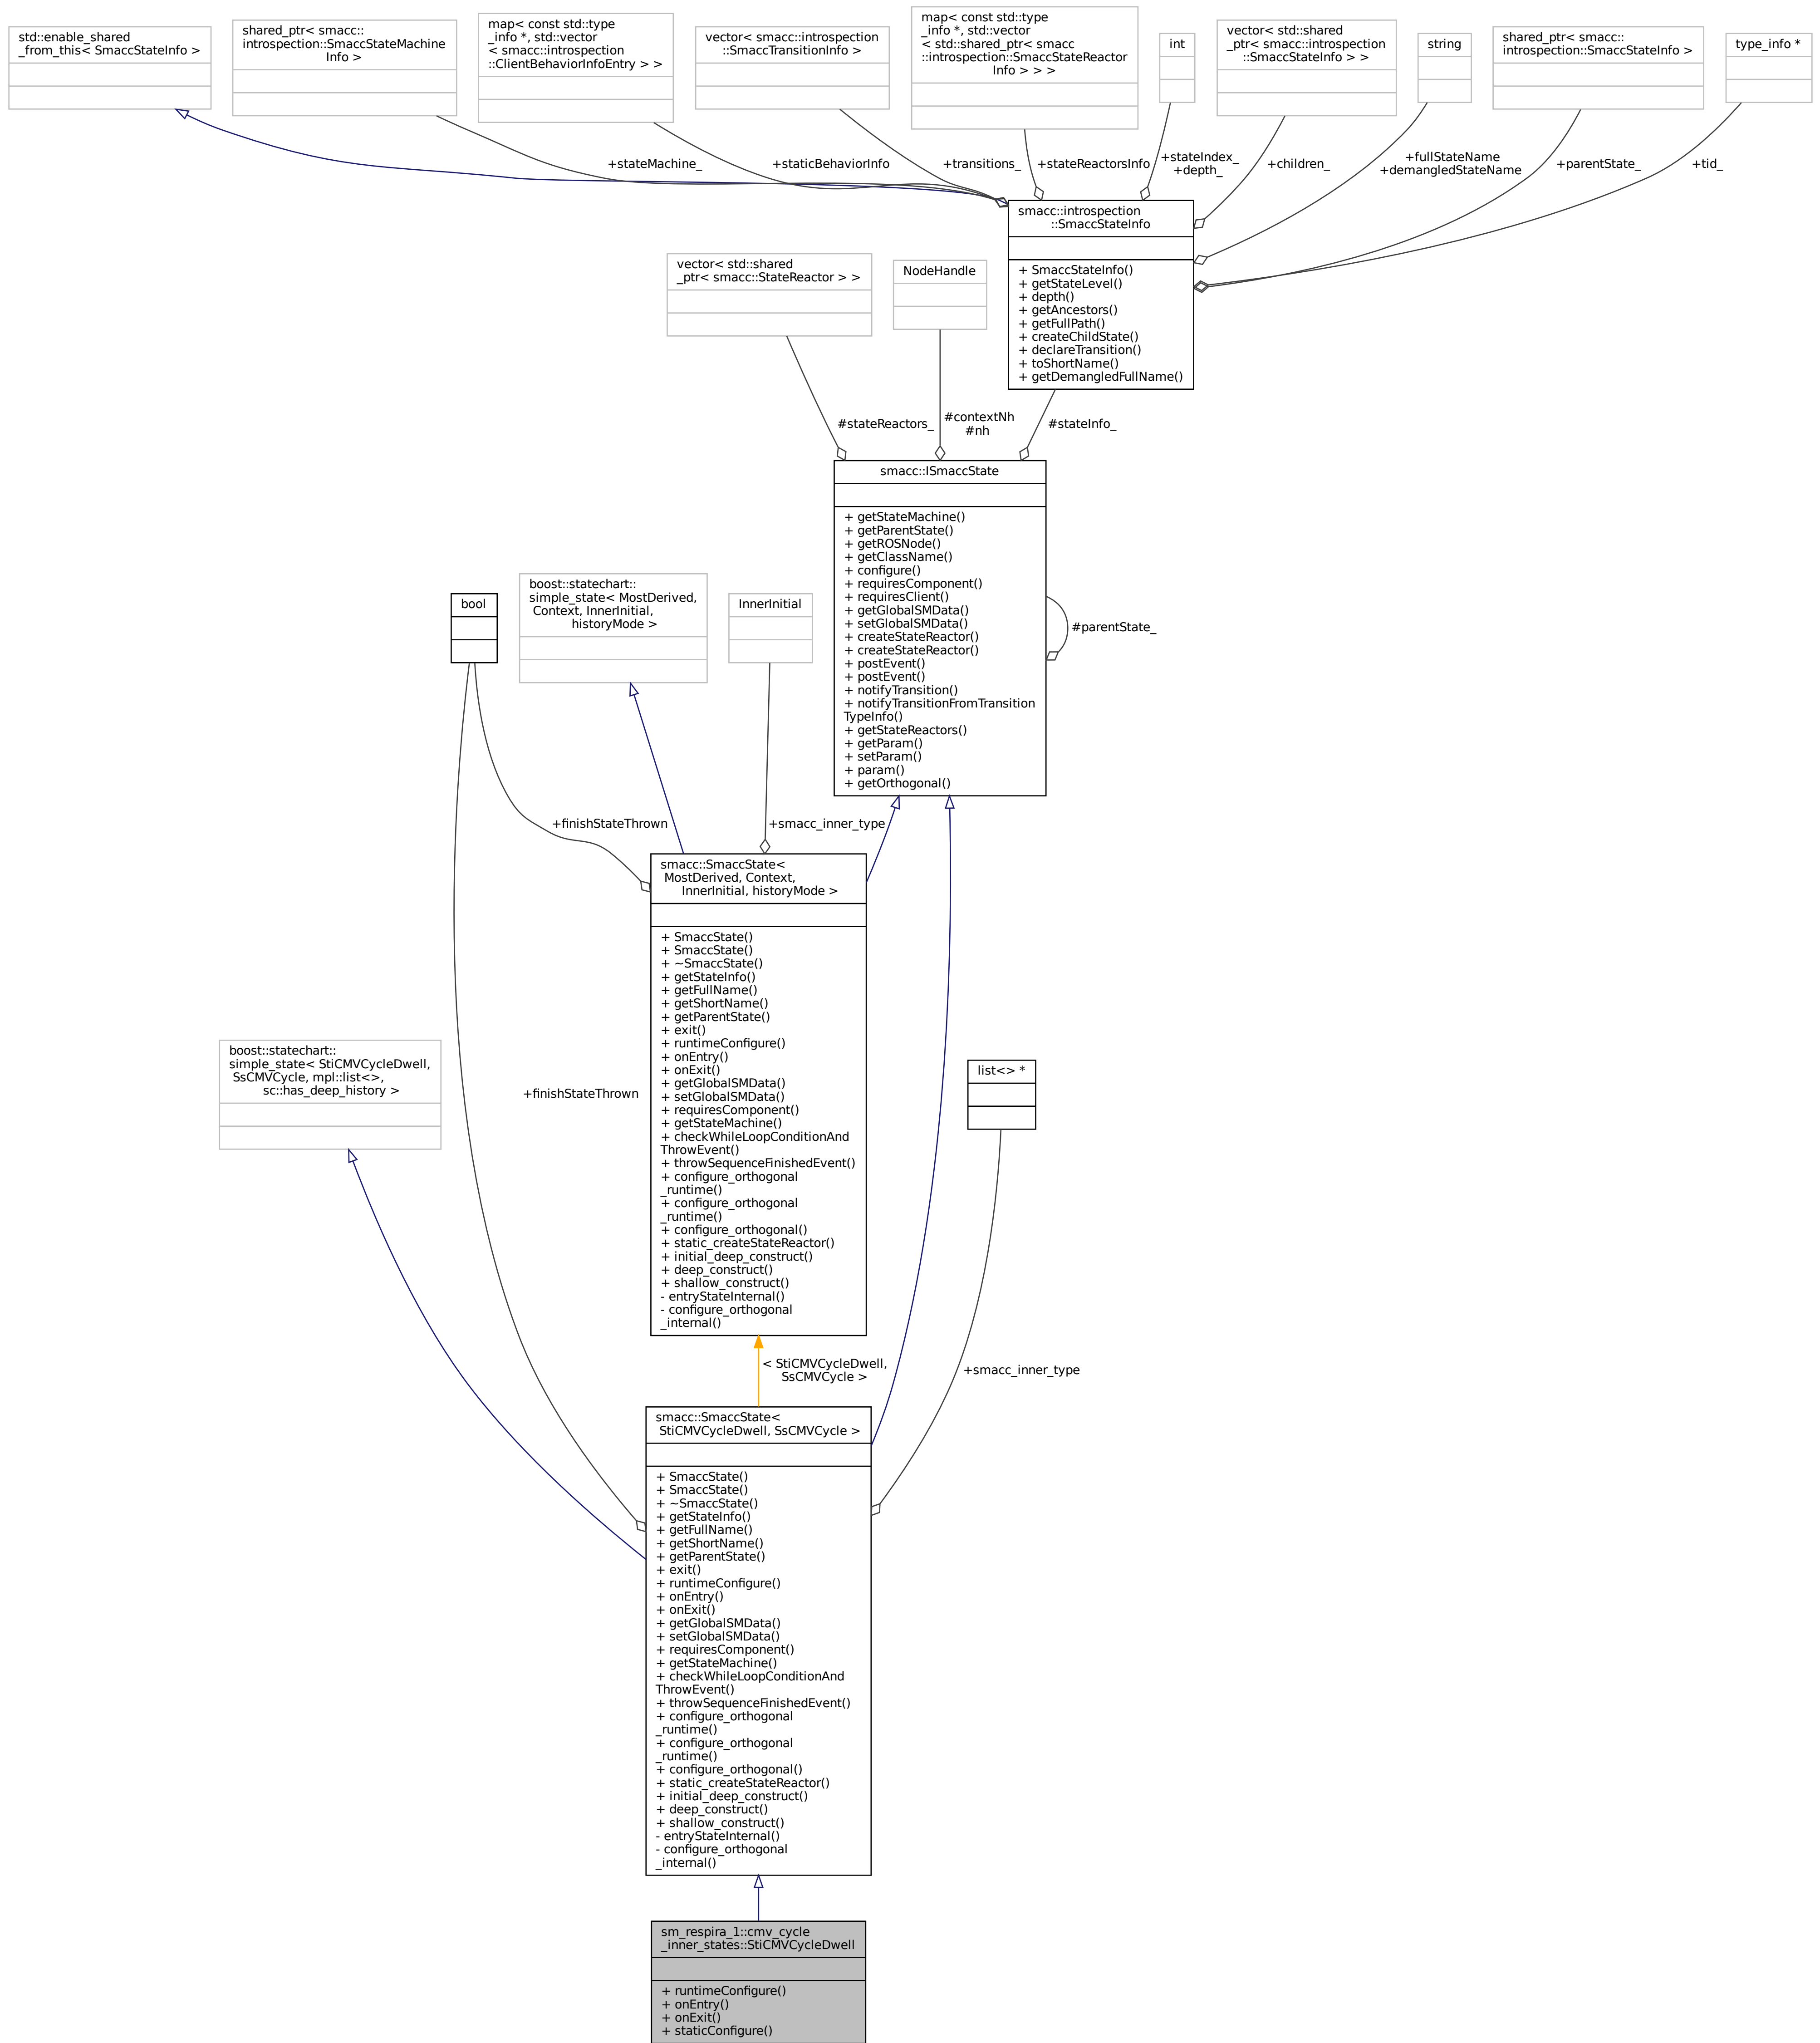 std::enable_shared
_from_this< SmaccStateInfo >
shared_ptr< smacc::
introspection::SmaccStateMachine
Info >
map< const std::type
_info *, std::vector
< smacc::introspection
::ClientBehaviorInfoEntry > >
vector< smacc::introspection
::SmaccTransitionInfo >
map< const std::type
_info *, std::vector
< std::shared_ptr< smacc
::introspection::SmaccStateReactor
Info > > >
int
vector< std::shared
_ptr< smacc::introspection
::SmaccStateInfo > >
string
shared_ptr< smacc::
introspection::SmaccStateInfo >
type_info *
+stateMachine_
+staticBehaviorInfo
+transitions_
+stateReactorsInfo
+stateIndex_
+depth_
+children_
+fullStateName
+demangledStateName
+parentState_
+tid_
smacc::introspection
::SmaccStateInfo
+ SmaccStateInfo()
+ getStateLevel()
+ depth()
+ getAncestors()
+ getFullPath()
+ createChildState()
+ declareTransition()
+ toShortName()
+ getDemangledFullName()
vector< std::shared
_ptr< smacc::StateReactor > >
NodeHandle
#stateReactors_
#contextNh
#nh
#stateInfo_
smacc::ISmaccState
+ getStateMachine()
+ getParentState()
+ getROSNode()
+ getClassName()
+ configure()
+ requiresComponent()
+ requiresClient()
+ getGlobalSMData()
+ setGlobalSMData()
+ createStateReactor()
+ createStateReactor()
+ postEvent()
+ postEvent()
+ notifyTransition()
+ notifyTransitionFromTransition
TypeInfo()
+ getStateReactors()
+ getParam()
+ setParam()
+ param()
+ getOrthogonal()
#parentState_
bool
boost::statechart::
simple_state< MostDerived,
Context, InnerInitial,
historyMode >
InnerInitial
+finishStateThrown
+smacc_inner_type
smacc::SmaccState<
MostDerived, Context,
InnerInitial, historyMode >
+ SmaccState()
+ SmaccState()
+ ~SmaccState()
+ getStateInfo()
+ getFullName()
+ getShortName()
+ getParentState()
+ exit()
+ runtimeConfigure()
+ onEntry()
+ onExit()
+ getGlobalSMData()
+ setGlobalSMData()
+ requiresComponent()
+ getStateMachine()
+ checkWhileLoopConditionAnd
ThrowEvent()
+ throwSequenceFinishedEvent()
+ configure_orthogonal
_runtime()
+ configure_orthogonal
_runtime()
+ configure_orthogonal()
+ static_createStateReactor()
+ initial_deep_construct()
+ deep_construct()
+ shallow_construct()
- entryStateInternal()
- configure_orthogonal
_internal()
boost::statechart::
simple_state< StiCMVCycleDwell,
SsCMVCycle, mpl::list<>,
sc::has_deep_history >
+finishStateThrown
list<> *
< StiCMVCycleDwell,
SsCMVCycle >
+smacc_inner_type
smacc::SmaccState<
StiCMVCycleDwell, SsCMVCycle >
+ SmaccState()
+ SmaccState()
+ ~SmaccState()
+ getStateInfo()
+ getFullName()
+ getShortName()
+ getParentState()
+ exit()
+ runtimeConfigure()
+ onEntry()
+ onExit()
+ getGlobalSMData()
+ setGlobalSMData()
+ requiresComponent()
+ getStateMachine()
+ checkWhileLoopConditionAnd
ThrowEvent()
+ throwSequenceFinishedEvent()
+ configure_orthogonal
_runtime()
+ configure_orthogonal
_runtime()
+ configure_orthogonal()
+ static_createStateReactor()
+ initial_deep_construct()
+ deep_construct()
+ shallow_construct()
- entryStateInternal()
- configure_orthogonal
_internal()
sm_respira_1::cmv_cycle
_inner_states::StiCMVCycleDwell
+ runtimeConfigure()
+ onEntry()
+ onExit()
+ staticConfigure()